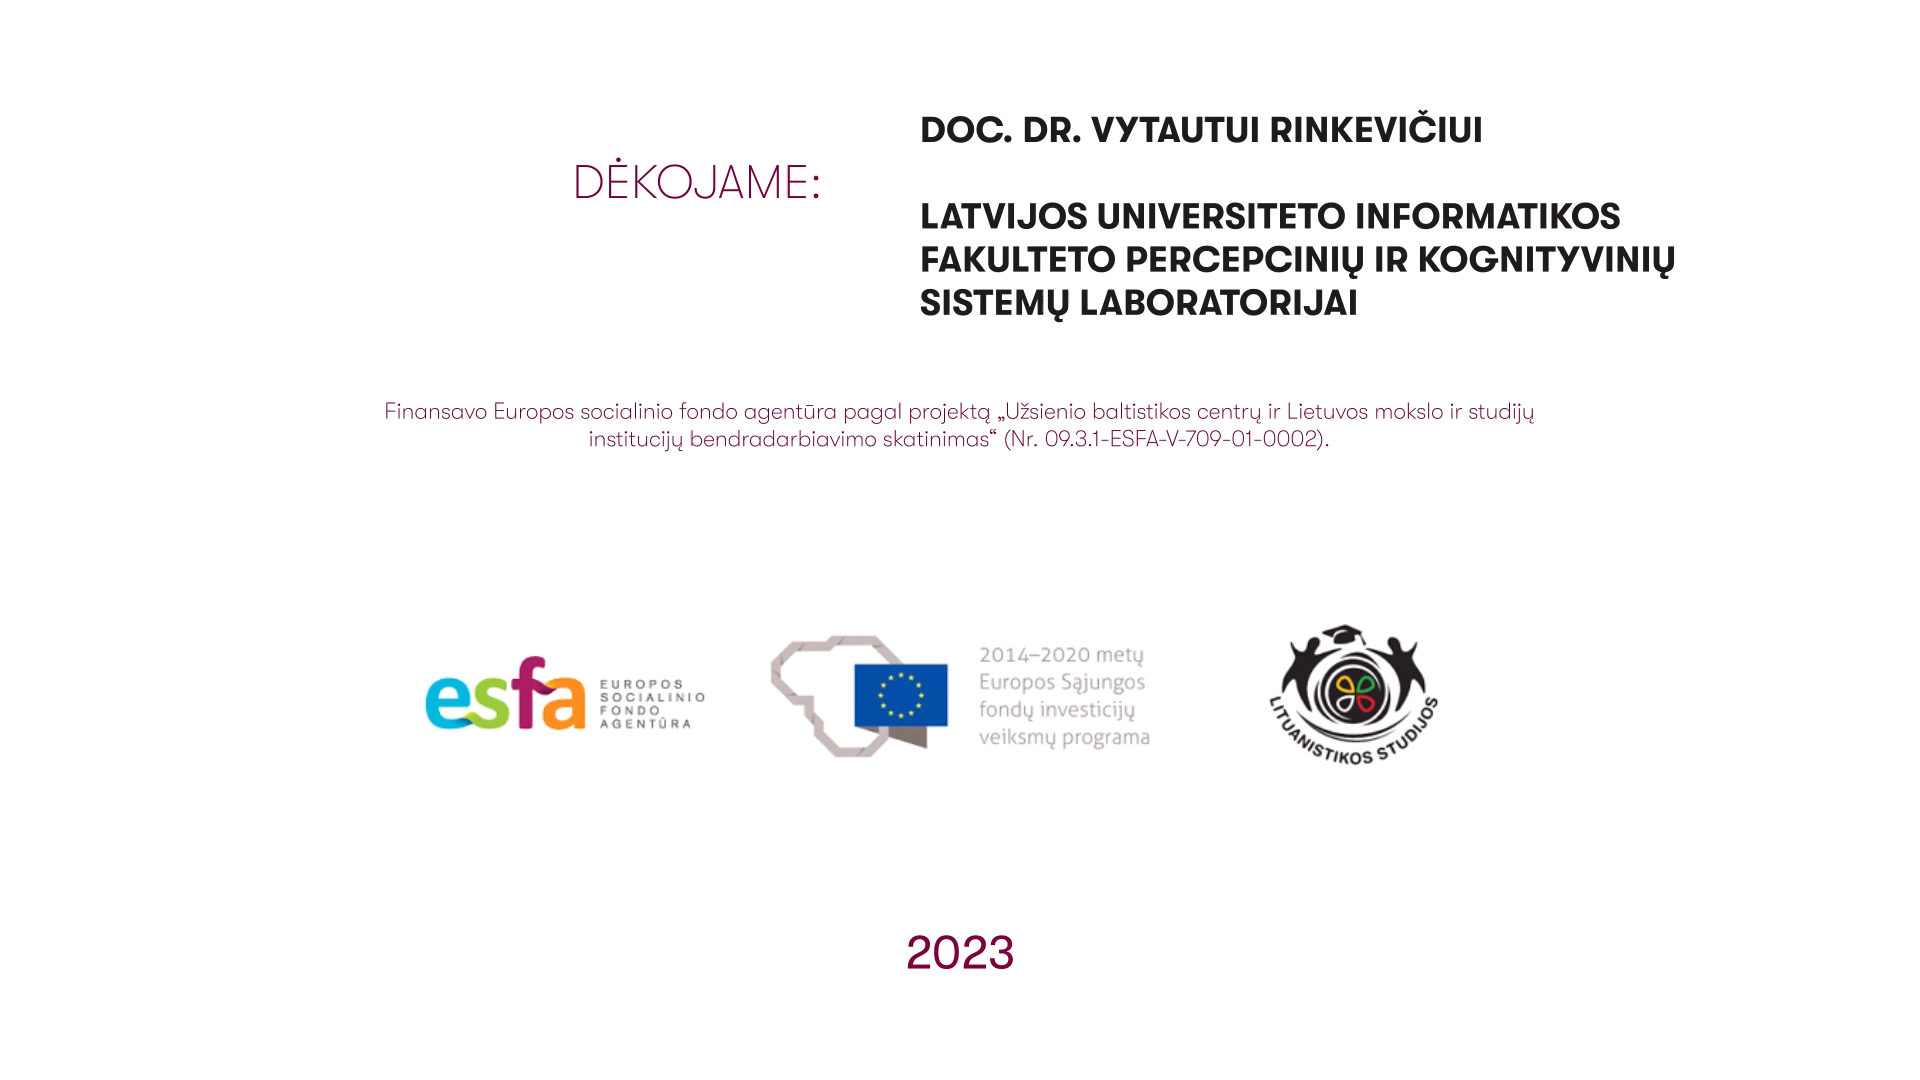 DĖKOJAME:
DOC. DR. VYTAUTUI RINKEVIČIUI
LATVIJOS UNIVERSITETO INFORMATIKOS
FAKULTETO PERCEPCINIŲ IR KOGNITYVINIŲ
SISTEMŲ LABORATORIJAI
Finansavo Europos socialinio fondo agentūra pagal projektą „Užsienio baltistikos centrų ir Lietuvos mokslo ir studijų
institucijų bendradarbiavimo skatinimas“ (Nr. 09.3.1-ESFA-V-709-01-0002).
esfa
EUROPOS
SOCIALINIO
FONDO
AGENTŪRA
2014–2020 metų
Europos Sąjungos
fondų investicijų
veiksmų programa
LITUANISTIKOS STUDIJOS
2023